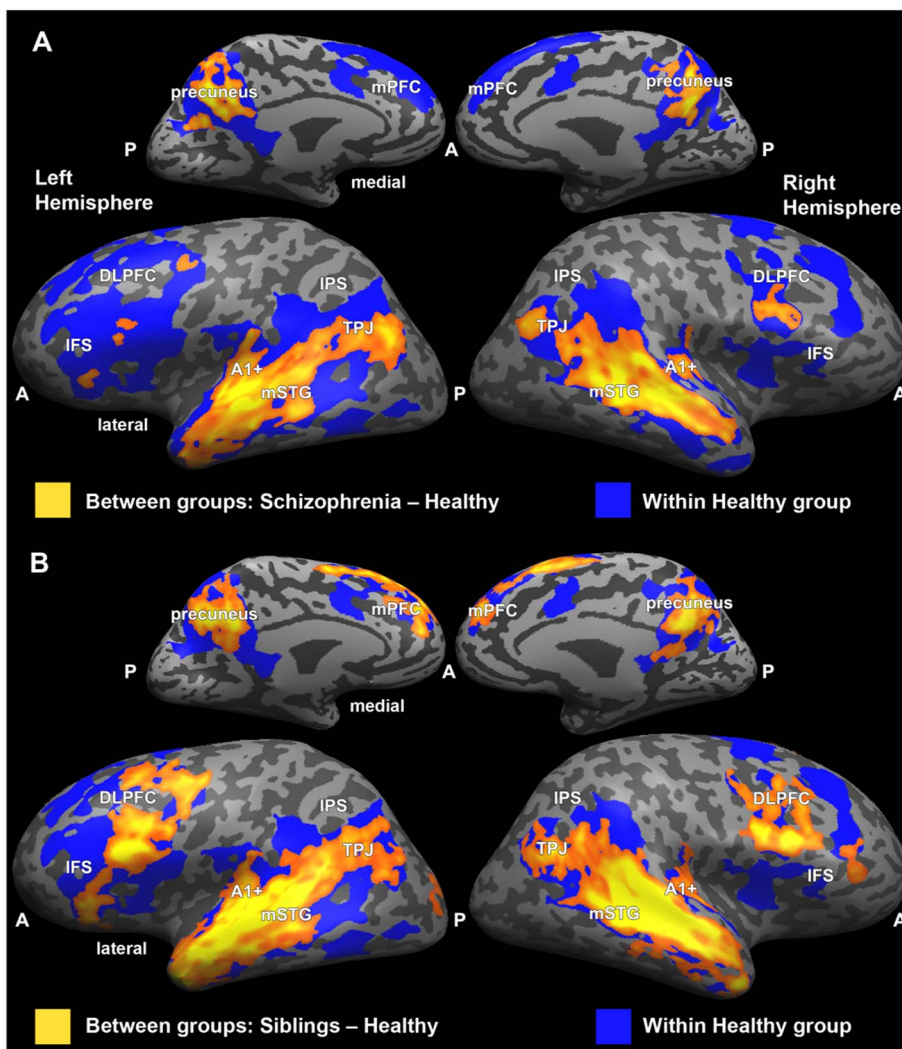 A
precuneus
mPFC
mPFC
precuneus
P
A
P
medial
Left
Hemisphere
Right
Hemisphere
DLPFC
IPS
IPS
DLPFC
TPJ
TPJ
IFS
A1+
A1+
IFS
mSTG
mSTG
A
P
A
lateral
Between groups: Schizophrenia – Healthy
Within Healthy group
B
precuneus
mPFC
mPFC
precuneus
P
A
P
medial
DLPFC
IPS
IPS
DLPFC
TPJ
TPJ
IFS
A1+
A1+
IFS
mSTG
mSTG
A
P
A
lateral
Between groups: Siblings – Healthy
Within Healthy group